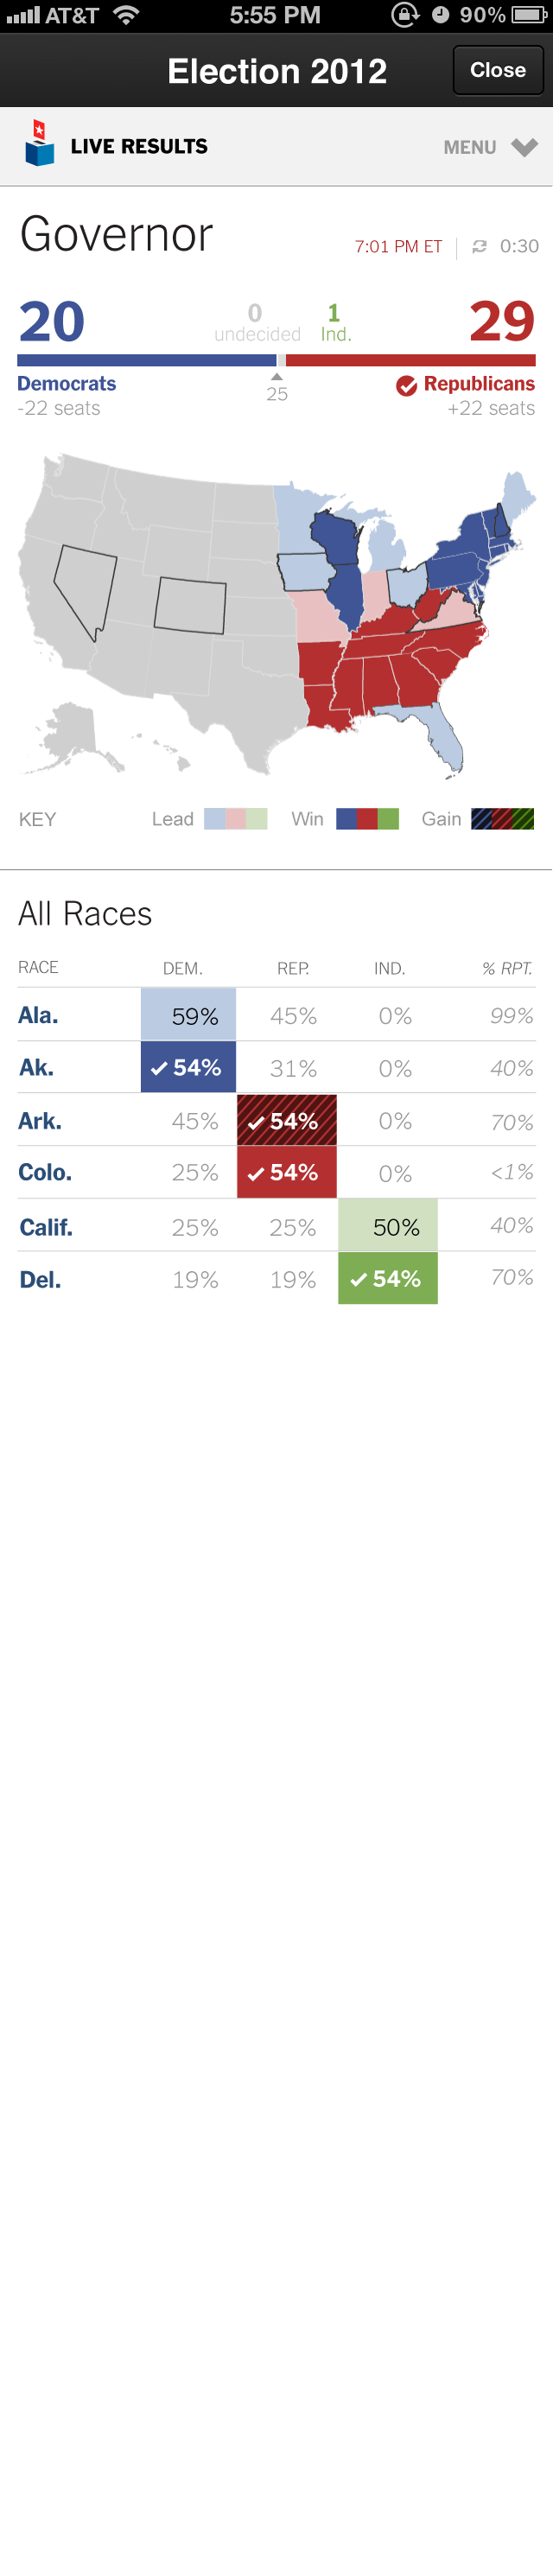 AT&T 5:55 PM 90%
Election 2012 Close
LIVE RESULTS MENU
Governor 7:01 PM ET 0:30
20 0 1 29
undecided Ind.
Democrats 25 Republicans
-22 seats +22 seats
KEY Lead Win Gain
All Races
RACE DEM. REP. IND. % RPT.
Ala. 59% 45% 0% 99%
Ak. 54% 31% 0% 40%
Ark. 45% 54% 0% 70%
Colo. 25% 54% 0% <1%
Calif. 25% 25% 50% 40%
Del. 19% 19% 54% 70%